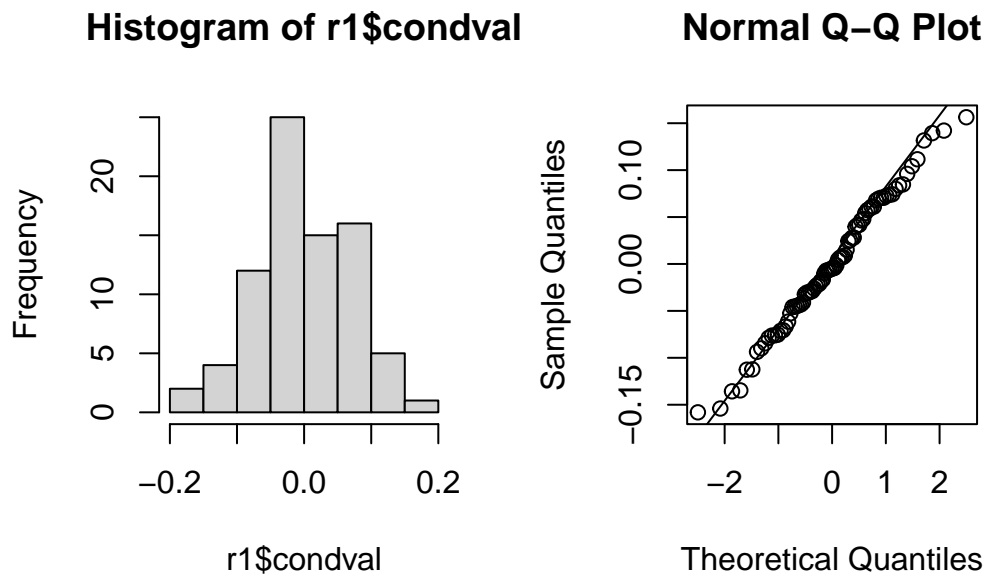 Histogram of r1$condval
Frequency
0
5
10
20
−0.2
0.0
0.2
r1$condval
Normal Q−Q Plot
Sample Quantiles
−0.15
0.00
0.10
−2
0
1
2
Theoretical Quantiles